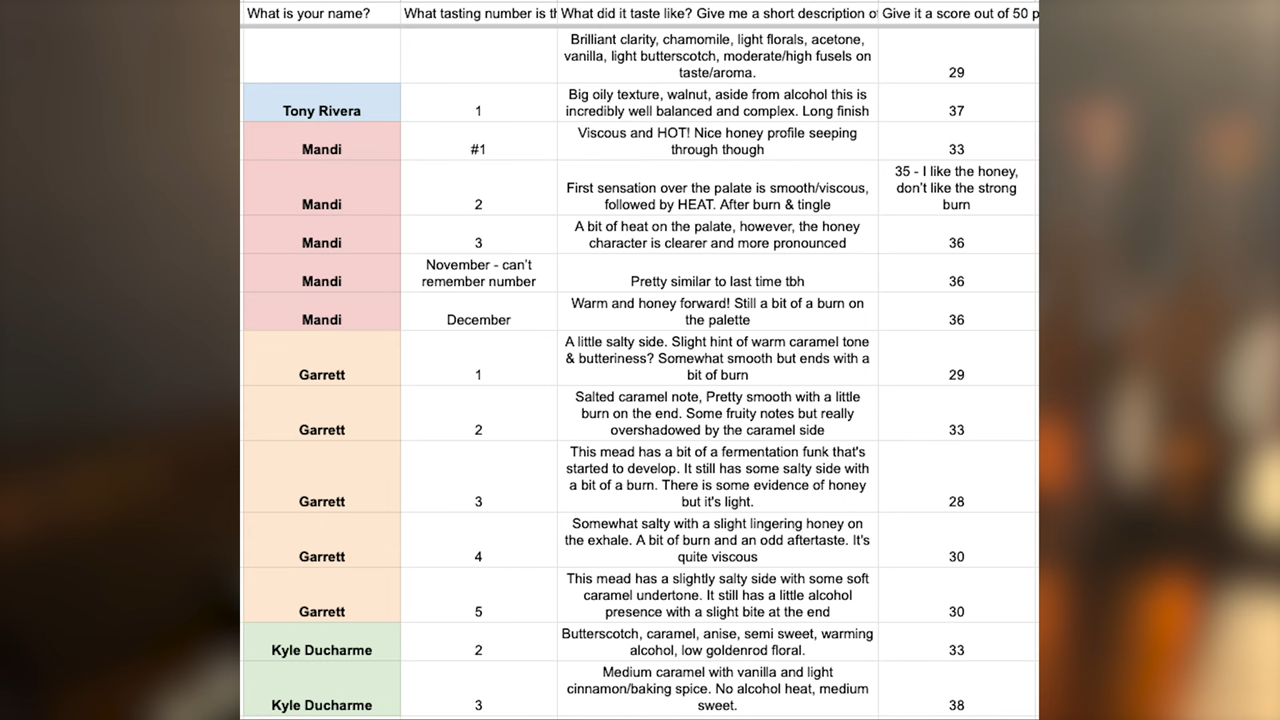 What is your name?
What tasting number is th
What did it taste like? Give me a short description of
Give it a score out of 50 p
Brilliant clarity, chamomile, light florals, acetone,
vanilla, light butterscotch, moderate/high fusels on
taste/aroma.
29
Tony Rivera
1
Big oily texture, walnut, aside from alcohol this is
incredibly well balanced and complex. Long finish
37
Mandi
#1
Viscous and HOT! Nice honey profile seeping
through though
33
Mandi
2
First sensation over the palate is smooth/viscous,
followed by HEAT. After burn & tingle
35 - I like the honey,
don't like the strong
burn
Mandi
3
A bit of heat on the palate, however, the honey
character is clearer and more pronounced
36
Mandi
November - can't
remember number
Pretty similar to last time tbh
36
Mandi
December
Warm and honey forward! Still a bit of a burn on
the palette
36
Garrett
1
A little salty side. Slight hint of warm caramel tone
& butteriness? Somewhat smooth but ends with a
bit of burn
29
Garrett
2
Salted caramel note, Pretty smooth with a little
burn on the end. Some fruity notes but really
overshadowed by the caramel side
33
Garrett
3
This mead has a bit of a fermentation funk that's
started to develop. It still has some salty side with
a bit of a burn. There is some evidence of honey
but it's light.
28
Garrett
4
Somewhat salty with a slight lingering honey on
the exhale. A bit of burn and an odd aftertaste. It's
quite viscous
30
Garrett
5
This mead has a slightly salty side with some soft
caramel undertone. It still has a little alcohol
presence with a slight bite at the end
30
Kyle Ducharme
2
Butterscotch, caramel, anise, semi sweet, warming
alcohol, low goldenrod floral.
33
Kyle Ducharme
3
Medium caramel with vanilla and light
cinnamon/baking spice. No alcohol heat, medium
sweet.
38